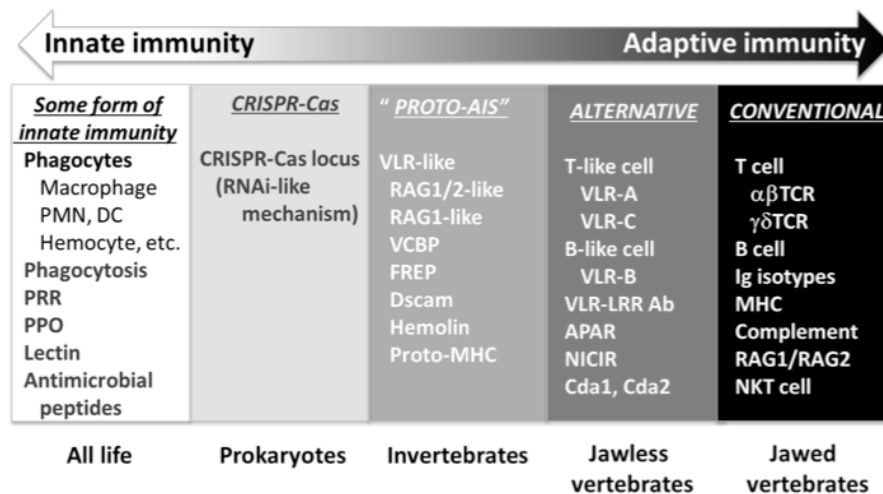 Innate immunity
Adaptive immunity
Some form of
innate immunity
Phagocytes
Macrophage
PMN, DC
Hemocyte, etc.
Phagocytosis
PRR
PPO
Lectin
Antimicrobial
peptides
All life
CRISPR-Cas
CRISPR-Cas locus
(RNAi-like
mechanism)
Prokaryotes
“ PROTO-AIS”
VLR-like
RAG1/2-like
RAG1-like
VCBP
FREP
Dscam
Hemolin
Proto-MHC
Invertebrates
ALTERNATIVE
T-like cell
VLR-A
VLR-C
B-like cell
VLR-B
VLR-LRR Ab
APAR
NICIR
Cda1, Cda2
Jawless
vertebrates
CONVENTIONAL
T cell
αβTCR
γδTCR
B cell
Ig isotypes
MHC
Complement
RAG1/RAG2
NKT cell
Jawed
vertebrates